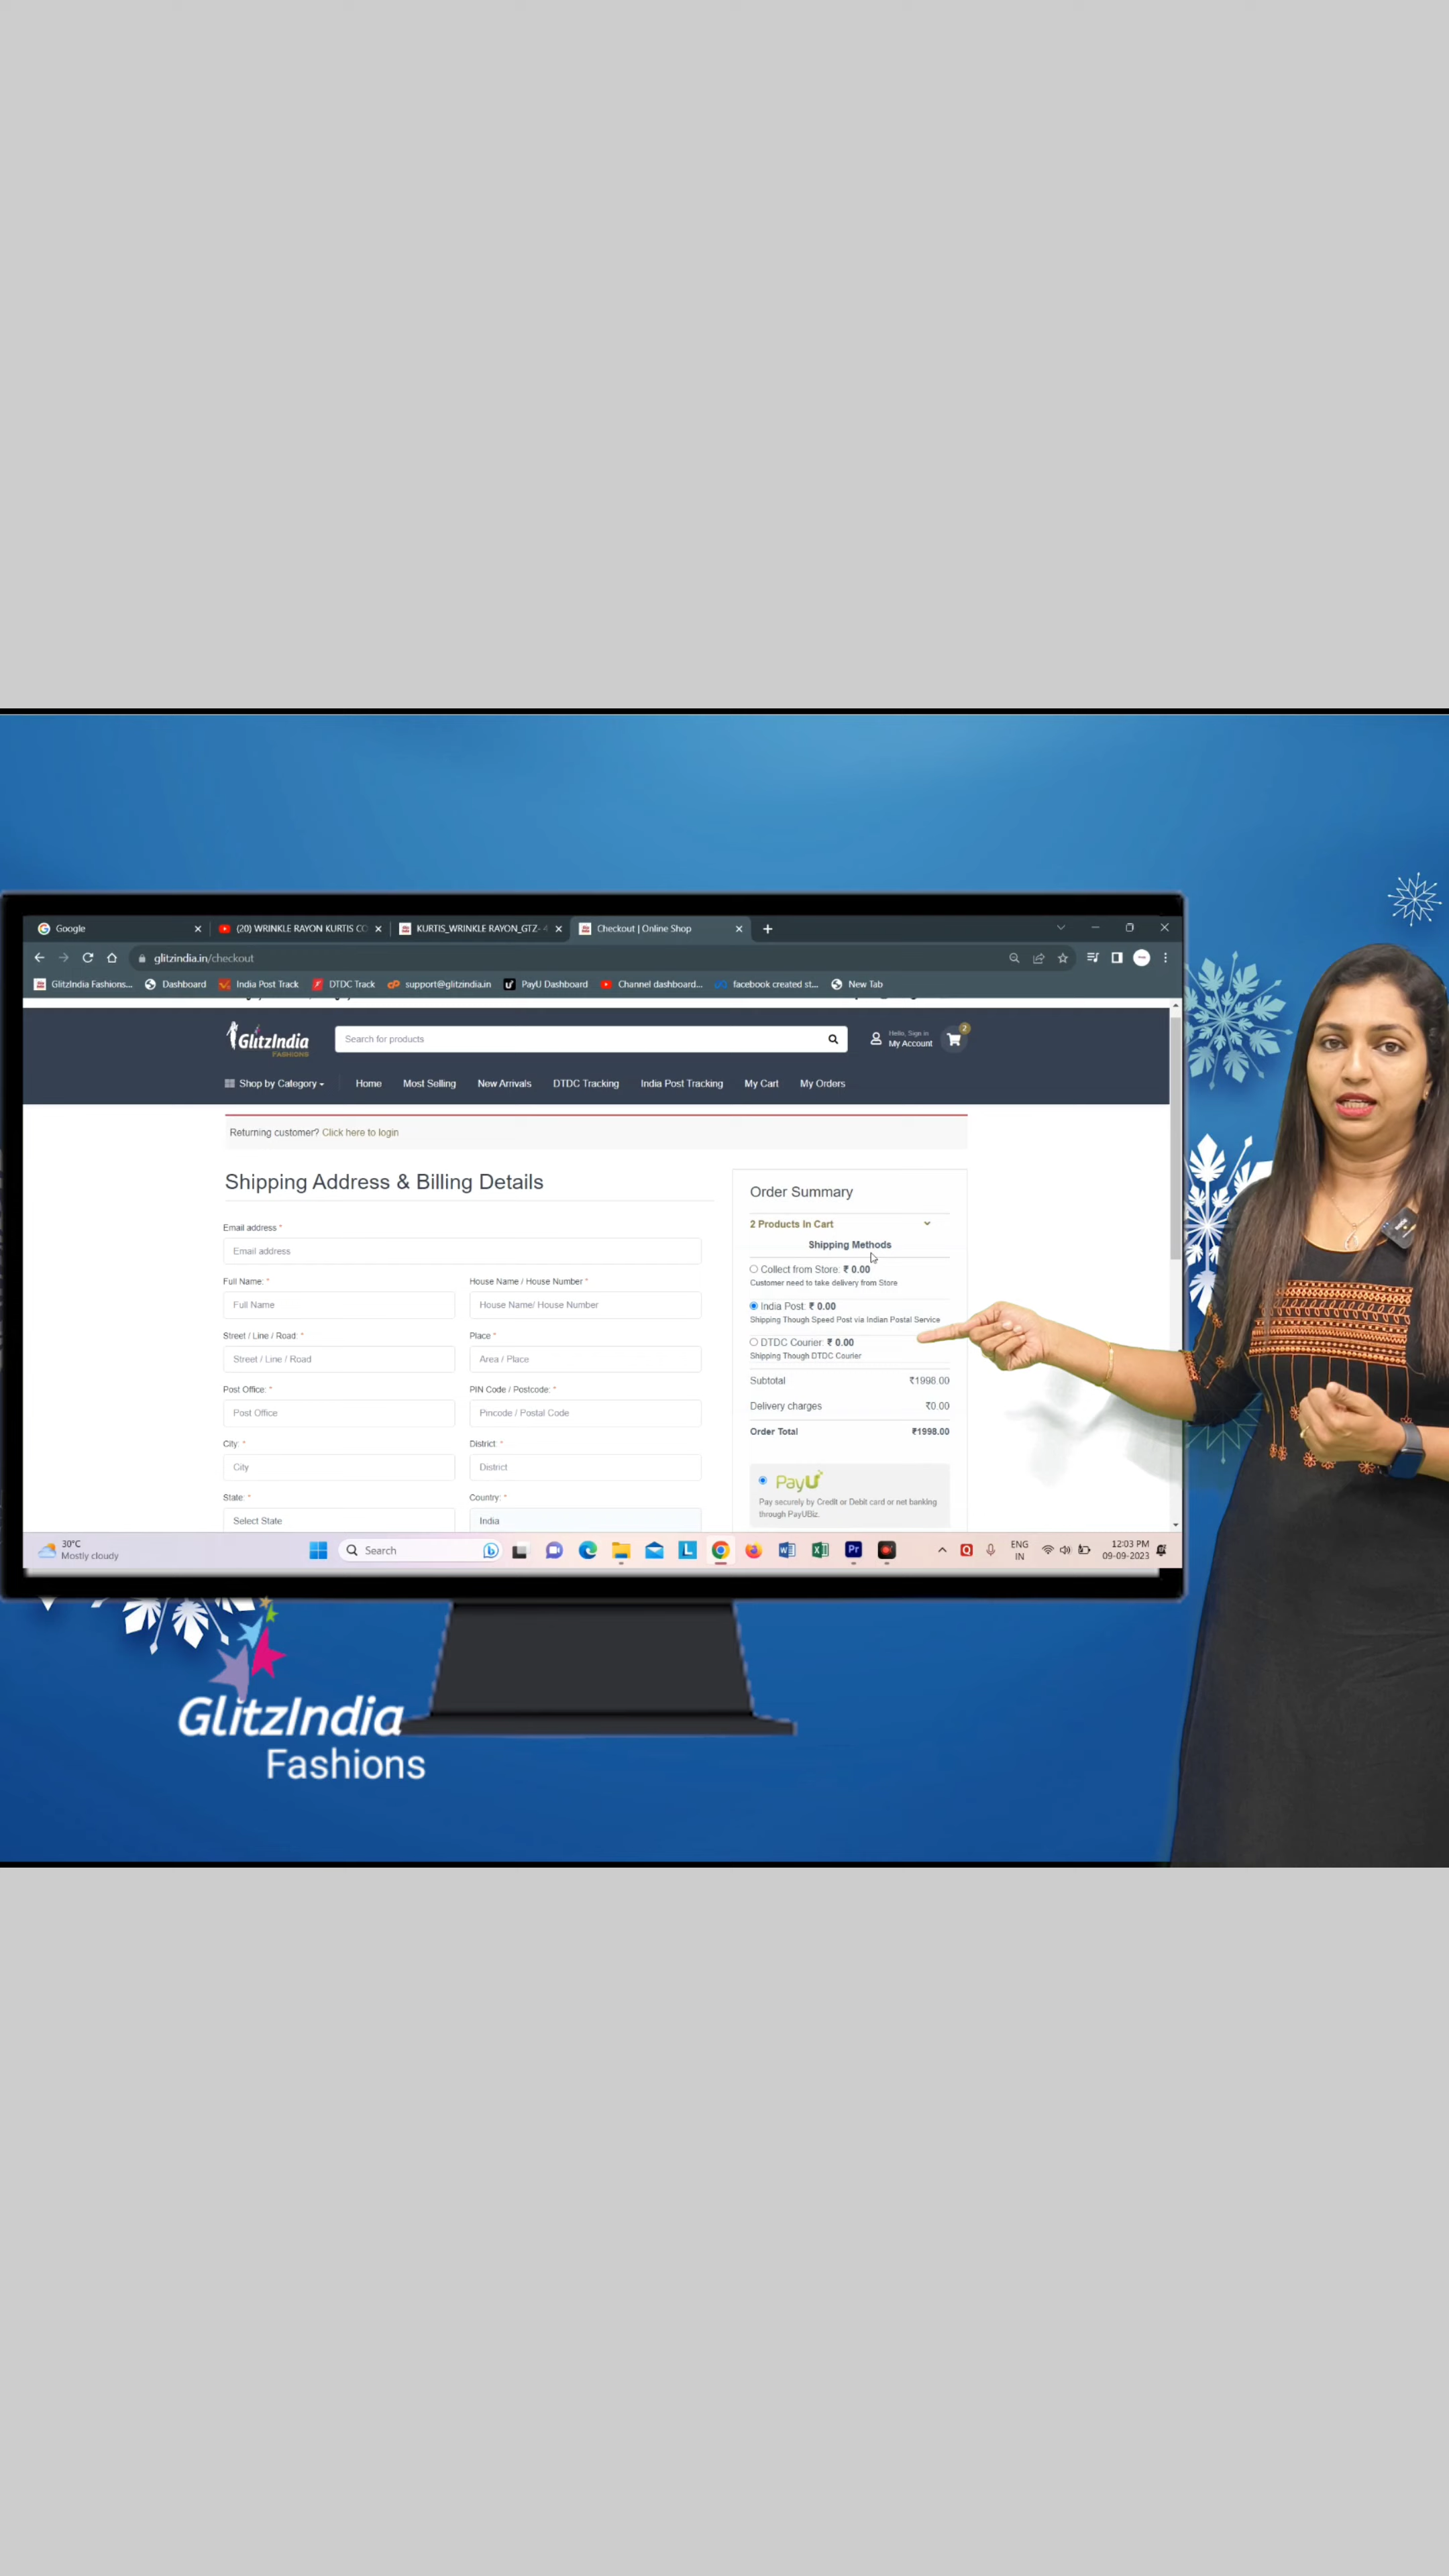 Google
(20) WRINKLE RAYON KURTIS CO
KURTIS_WRINKLE RAYON_GTZ- 4
Checkout | Online Shop
glitzindia.in/checkout
GlitzIndia Fashions...
Dashboard
India Post Track
DTDC Track
support@glitzindia.in
PayU Dashboard
Channel dashboard...
facebook created st...
New Tab
GlitzIndia
FASHIONS
Search for products
Hello, Sign in
My Account
2
Shop by Category
Home
Most Selling
New Arrivals
DTDC Tracking
India Post Tracking
My Cart
My Orders
Returning customer? Click here to login
Shipping Address & Billing Details
Email address *
Email address
Full Name: *
House Name / House Number *
Full Name
House Name/ House Number
Street / Line / Road: *
Place *
Street / Line / Road
Area / Place
Post Office: *
PIN Code / Postcode: *
Post Office
Pincode / Postal Code
City: *
District: *
City
District
State: *
Country: *
Select State
India
Order Summary
2 Products In Cart
Shipping Methods
Collect from Store: ₹ 0.00
Customer need to take delivery from Store
India Post: ₹ 0.00
Shipping Though Speed Post via Indian Postal Service
DTDC Courier: ₹ 0.00
Shipping Though DTDC Courier
Subtotal ₹1998.00
Delivery charges ₹0.00
Order Total ₹1998.00
PayU
Pay securely by Credit or Debit card or net banking
through PayUBiz.
30°C
Mostly cloudy
Search
ENG
IN
12:03 PM
09-09-2023
GlitzIndia
Fashions